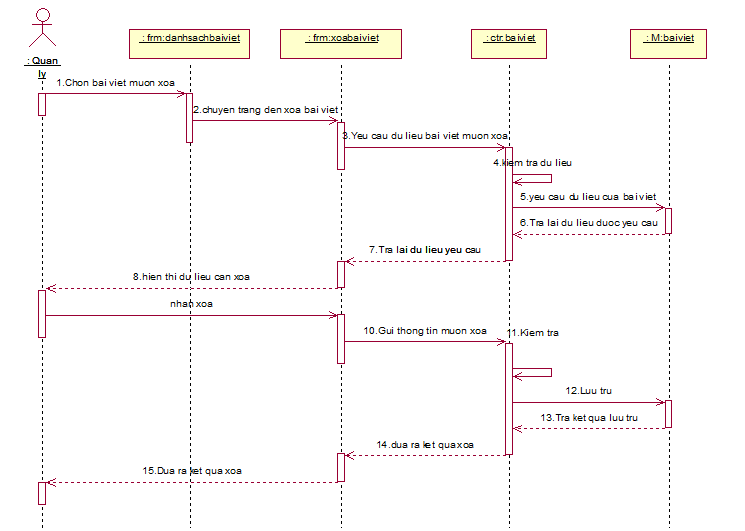 : Quan ly
: frm:danhsachbaiviet
: frm:xoabaiviet
: ctr:baiviet
: M:baiviet
1.Chon bai viet muon xoa
2.chuyen trang den xoa bai viet
3.Yeu cau du lieu bai viet muon xoa
4.kiem tra du lieu
5.yeu cau du lieu cua baiviet
6.Tra lai du lieu duoc yeu cau
7.Tra lai du lieu yeu cau
8.hien thi du lieu can xoa
nhan xoa
10.Gui thong tin muon xoa
11.Kiem tra
12.Luu tru
13.Tra ket qua luu tru
14.dua ra ket qua xoa
15.Dua ra ket qua xoa